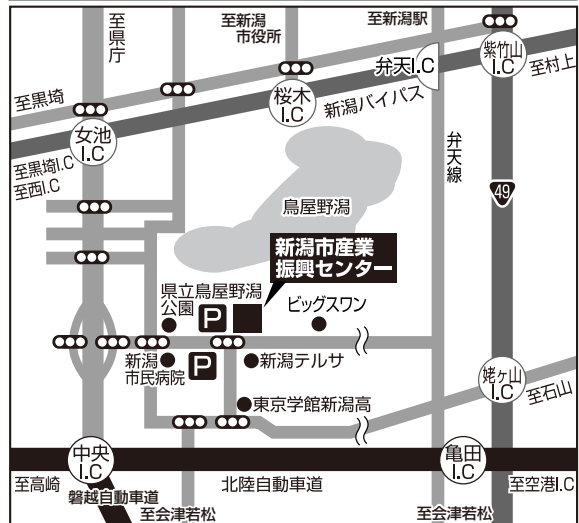 至県庁
至新潟
市役所
至新潟駅
紫竹山
I.C
弁天I.C
至村上
至黒埼
桜木
I.C
新潟バイパス
女池
I.C
至黒埼I.C
至西I.C
弁天線
49
鳥屋野潟
新潟市産業
振興センター
県立鳥屋野潟
公園
P
ビッグスワン
新潟
市民病院
P
新潟テルサ
姥ヶ山
I.C
至石山
東京学館新潟高
中央
I.C
亀田
I.C
至高崎
北陸自動車道
至空港I.C
磐越自動車道
至会津若松
至会津若松